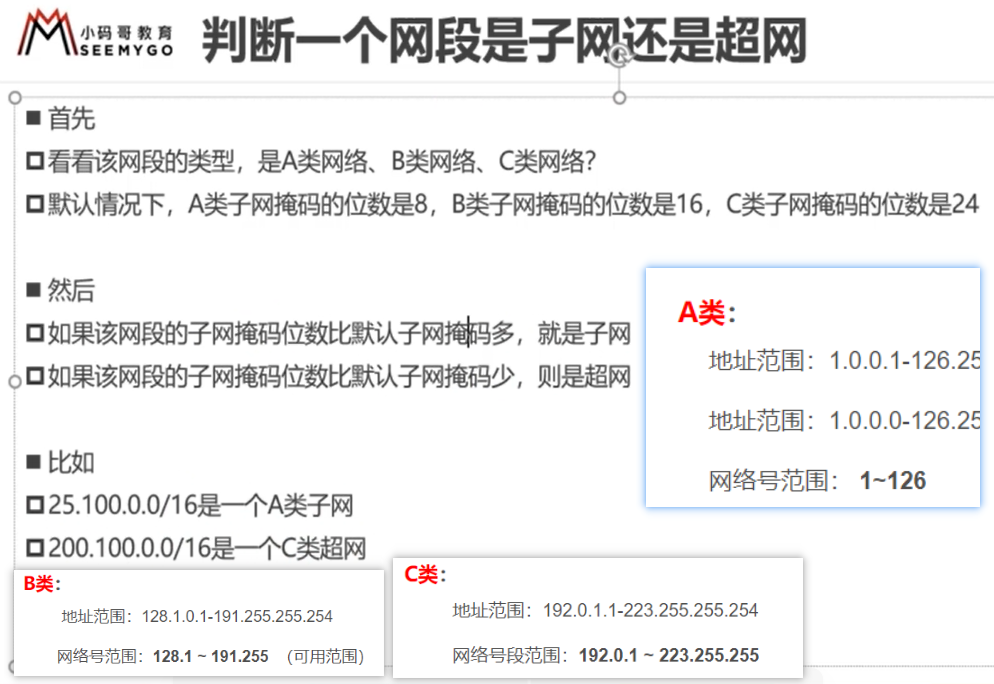 小码哥教育
SEEMYGO
判断一个网段是子网还是超网
■ 首先
看看该网段的类型，是A类网络、B类网络、C类网络？
默认情况下，A类子网掩码的位数是8，B类子网掩码的位数是16，C类子网掩码的位数是24
■ 然后
如果该网段的子网掩码位数比默认子网掩码多，就是子网
如果该网段的子网掩码位数比默认子网掩码少，则是超网
■ 比如
25.100.0.0/16是一个A类子网
200.100.0.0/16是一个C类超网
A类：
地址范围：1.0.0.1-126.25
地址范围：1.0.0.0-126.25
网络号范围： 1~126
B类：
地址范围：128.1.0.1-191.255.255.254
网络号范围：128.1 ~ 191.255 （可用范围）
C类：
地址范围：192.0.1.1-223.255.255.254
网络号段范围：192.0.1 ~ 223.255.255